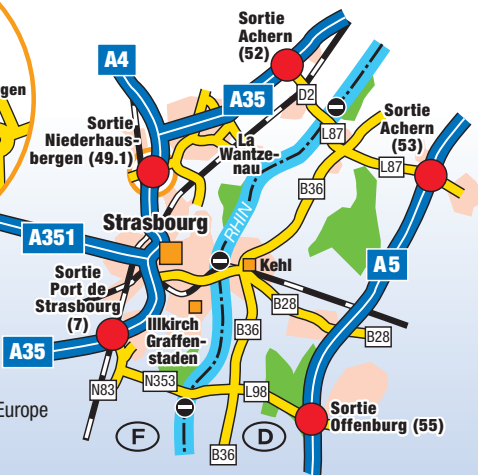 Sortie
Achern
(52)
A4
gen
A35
D2
Sortie
Achern
(53)
Sortie
Niederhaus-
bergen (49.1)
La
Wantze-
nau
L87
L87
B36
RHIN
Strasbourg
A351
Kehl
A5
Sortie
Port de
Strasbourg
(7)
B28
B28
Illkirch
Graffen-
staden
B36
A35
N83
N353
L98
Europe
Sortie
Offenburg (55)
F
D
B36